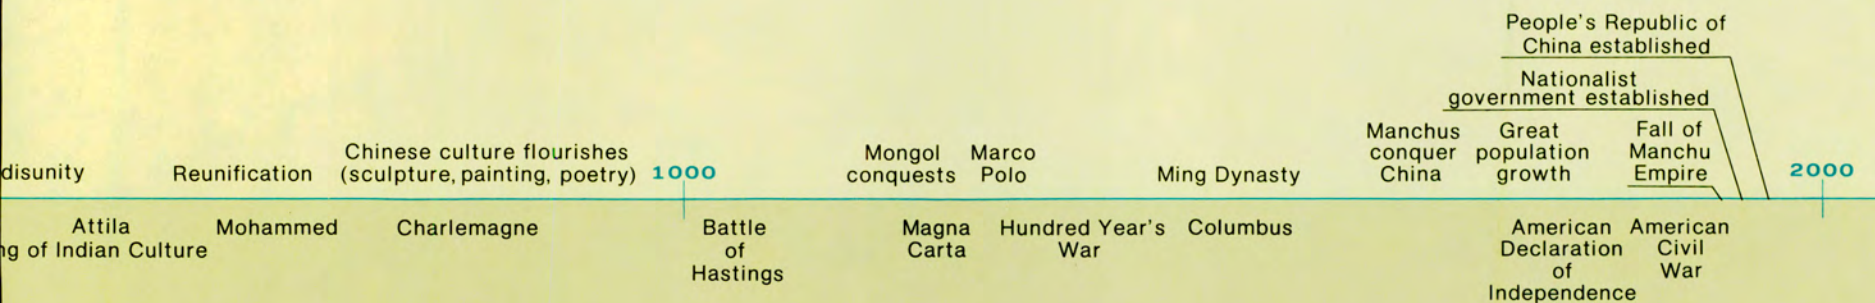 People's Republic of
China established
Nationalist
government established
Manchus
conquer
China
Great
population
growth
Fall of
Manchu
Empire
disunity
Reunification
Chinese culture flourishes
(sculpture, painting, poetry)
1000
Mongol
conquests
Marco
Polo
Ming Dynasty
2000
Attila
ng of Indian Culture
Mohammed
Charlemagne
Battle
of
Hastings
Magna
Carta
Hundred Year's
War
Columbus
American
Declaration
of
Independence
American
Civil
War